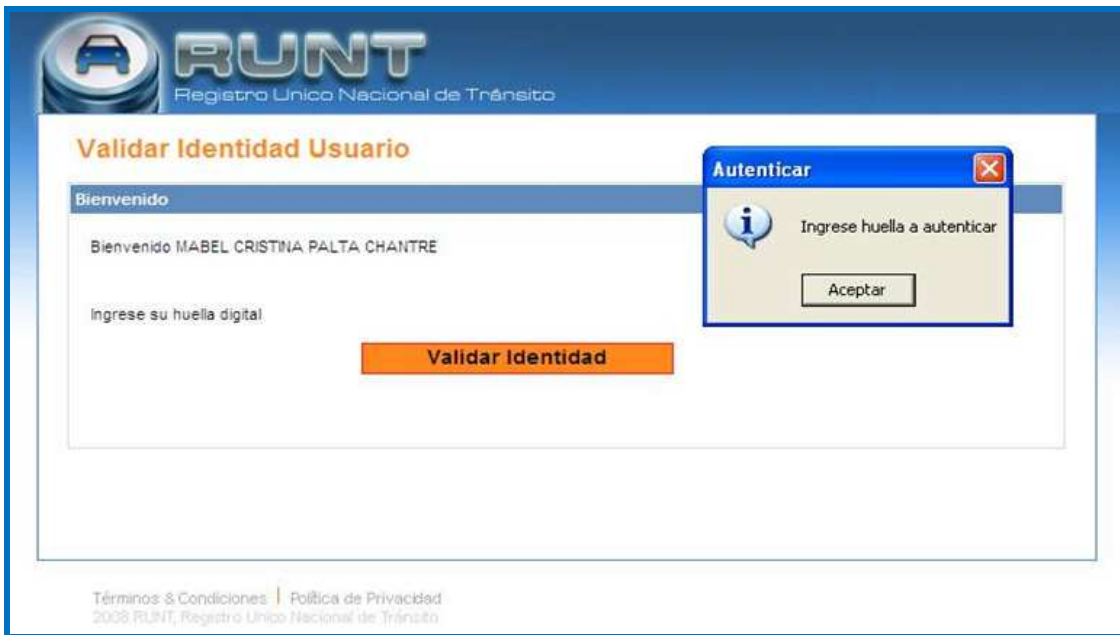 RUNT
Registro Unico Nacional de Tránsito
Validar Identidad Usuario
Bienvenido
Bienvenido MABEL CRISTINA PALTA CHANTRE
Ingrese su huella digital
Validar Identidad
Autenticar
Ingrese huella a autenticar
Aceptar
Términos & Condiciones | Política de Privacidad
2008 RUNT, Registro Unico Nacional de Tránsito